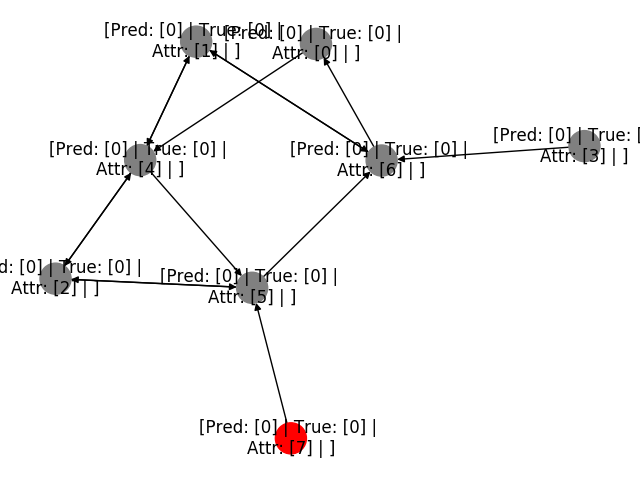 [Pred: [0] | True: [0] |
Attr: [1] | ]
[Pred: [0] | True: [0] |
Attr: [0] | ]
[Pred: [0] | True: [0] |
Attr: [4] | ]
[Pred: [0] | True: [0] |
Attr: [6] | ]
[Pred: [0] | True: [
Attr: [3] | ]
d: [0] | True: [0] |
Attr: [2] | ]
[Pred: [0] | True: [0] |
Attr: [5] | ]
[Pred: [0] | True: [0] |
Attr: [7] | ]